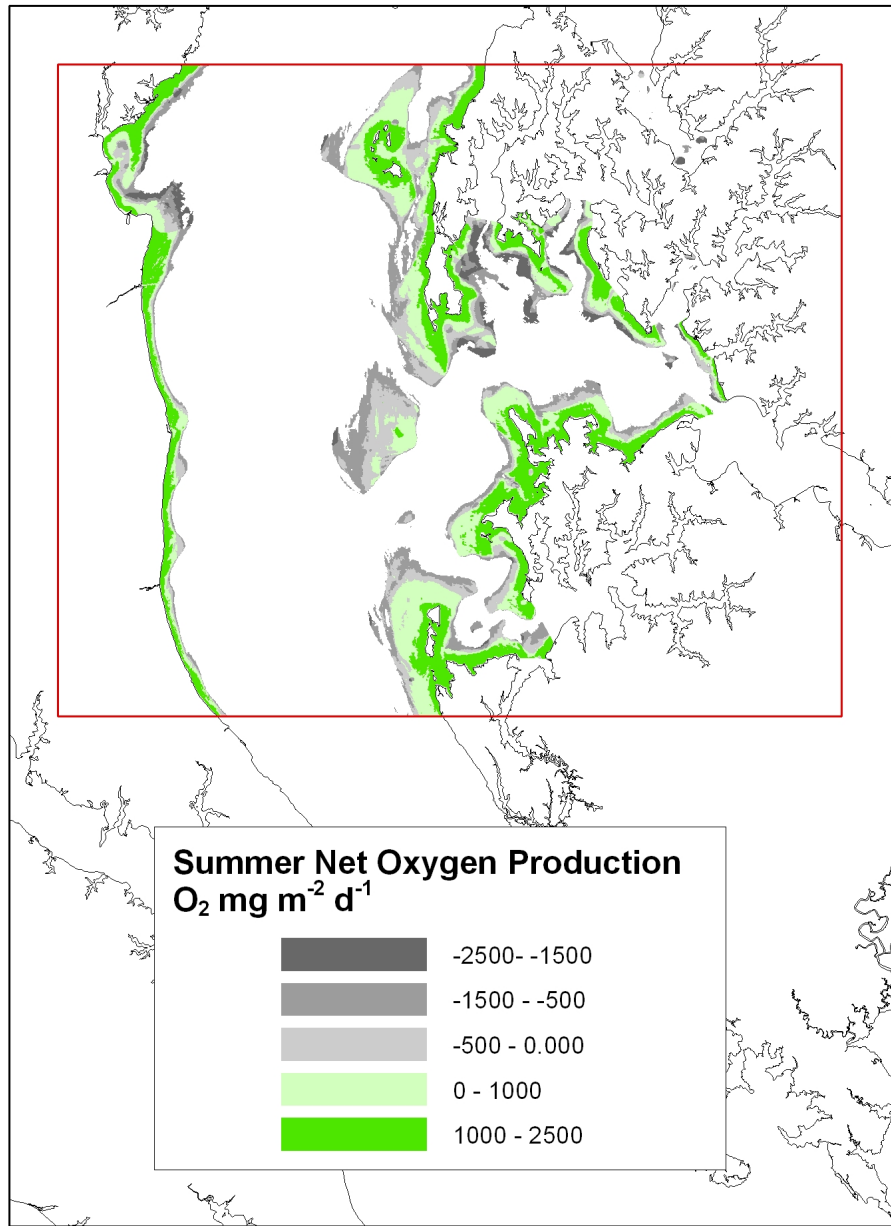 Summer Net Oxygen Production
O₂ mg m⁻² d⁻¹
-2500- -1500
-1500 - -500
-500 - 0.000
0 - 1000
1000 - 2500